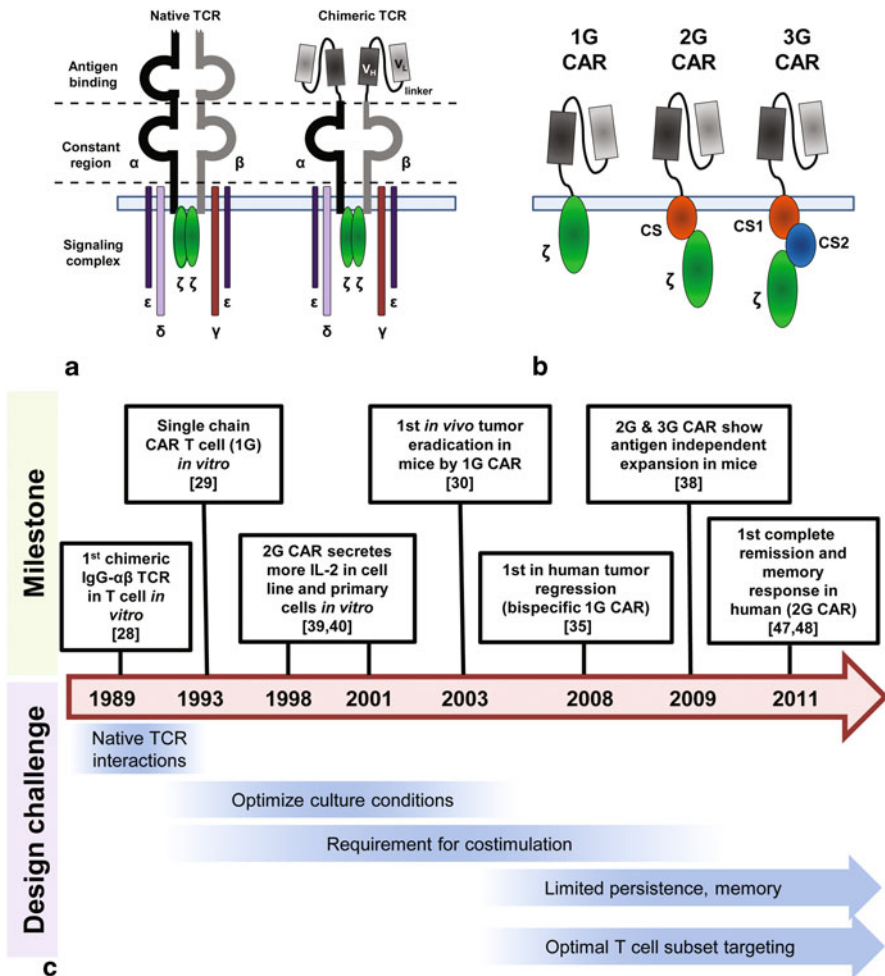 Native TCR
Chimeric TCR
Antigen
binding
VH
VL
linker
Constant
region
α
β
α
β
Signaling
complex
ε
δ
ζ ζ
γ
ε
ε
δ
ζ ζ
γ
ε
a
1G
CAR
2G
CAR
3G
CAR
ζ
CS
ζ
CS1
CS2
ζ
b
Milestone
Single chain
CAR T cell (1G)
in vitro
[29]
1st in vivo tumor
eradication in
mice by 1G CAR
[30]
2G & 3G CAR show
antigen independent
expansion in mice
[38]
1st chimeric
IgG-αβ TCR
in T cell in
vitro
[28]
2G CAR secretes
more IL-2 in cell
line and primary
cells in vitro
[39,40]
1st in human tumor
regression
(bispecific 1G CAR)
[35]
1st complete
remission and
memory
response in
human (2G CAR)
[47,48]
1989 1993 1998 2001 2003 2008 2009 2011
Design challenge
Native TCR
interactions
Optimize culture conditions
Requirement for costimulation
Limited persistence, memory
Optimal T cell subset targeting
c